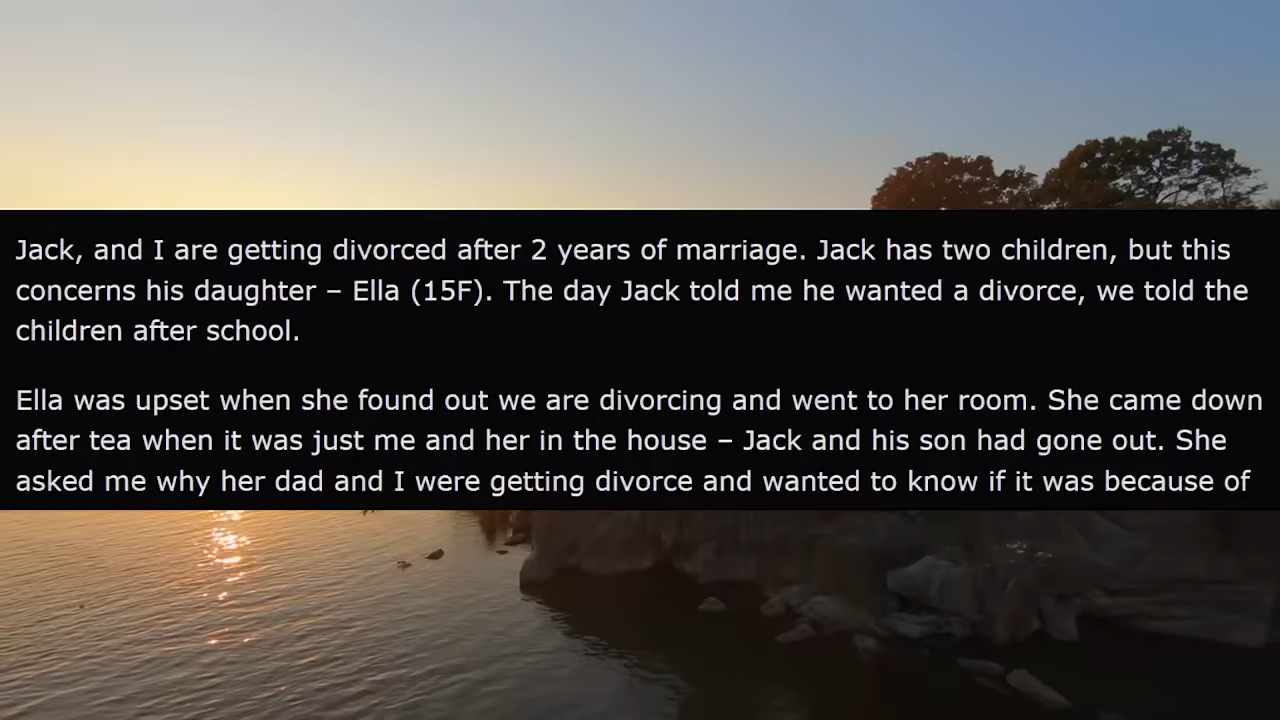 Jack, and I are getting divorced after 2 years of marriage. Jack has two children, but this
concerns his daughter – Ella (15F). The day Jack told me he wanted a divorce, we told the
children after school.
Ella was upset when she found out we are divorcing and went to her room. She came down
after tea when it was just me and her in the house – Jack and his son had gone out. She
asked me why her dad and I were getting divorce and wanted to know if it was because of